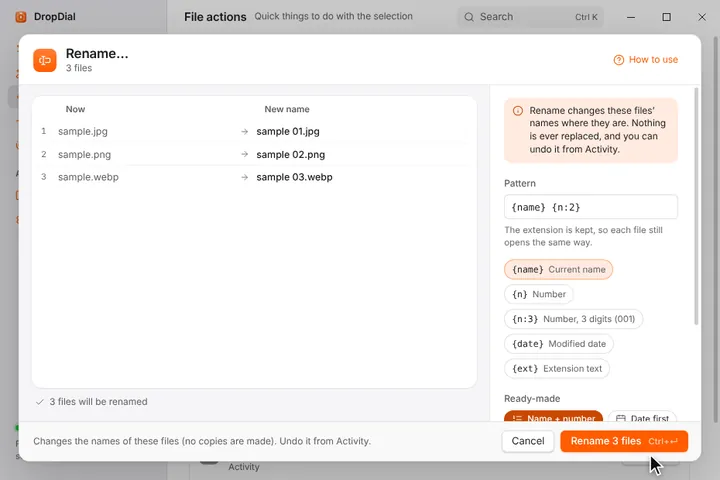 DropDial
File actions
Quick things to do with the selection
Search
Ctrl K
Rename...
3 files
How to use
Now
New name
1 sample.jpg → sample 01.jpg
2 sample.png → sample 02.png
3 sample.webp → sample 03.webp
3 files will be renamed
Rename changes these files'
names where they are. Nothing
is ever replaced, and you can
undo it from Activity.
Pattern
{name} {n:2}
The extension is kept, so each file still
opens the same way.
{name} Current name
{n} Number
{n:3} Number, 3 digits (001)
{date} Modified date
{ext} Extension text
Ready-made
Name + number
Date first
Changes the names of these files (no copies are made). Undo it from Activity.
Cancel
Rename 3 files Ctrl+↵
Activity